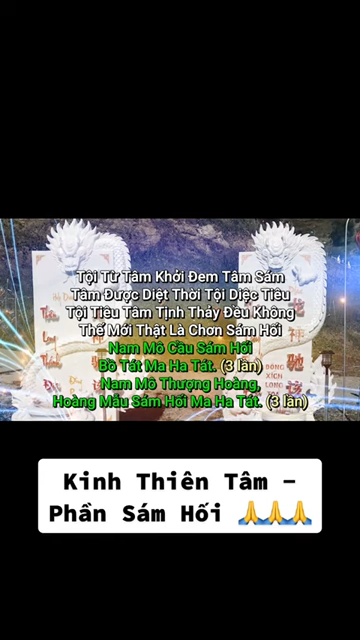 Tội Từ Tâm Khởi Đem Tâm Sám
Tâm Được Diệt Thời Tội Diệc Tiêu
Tội Tiêu Tâm Tịnh Thảy Đều Không
Thế Mới Thật Là Chơn Sám Hối
Nam Mô Cầu Sám Hối
Bồ Tát Ma Ha Tát. (3 lần)
Nam Mô Thượng Hoàng,
Hoàng Mẫu Sám Hối Ma Ha Tát. (3 lần)
Kinh Thiên Tâm –
Phần Sám Hối 🙏🙏🙏